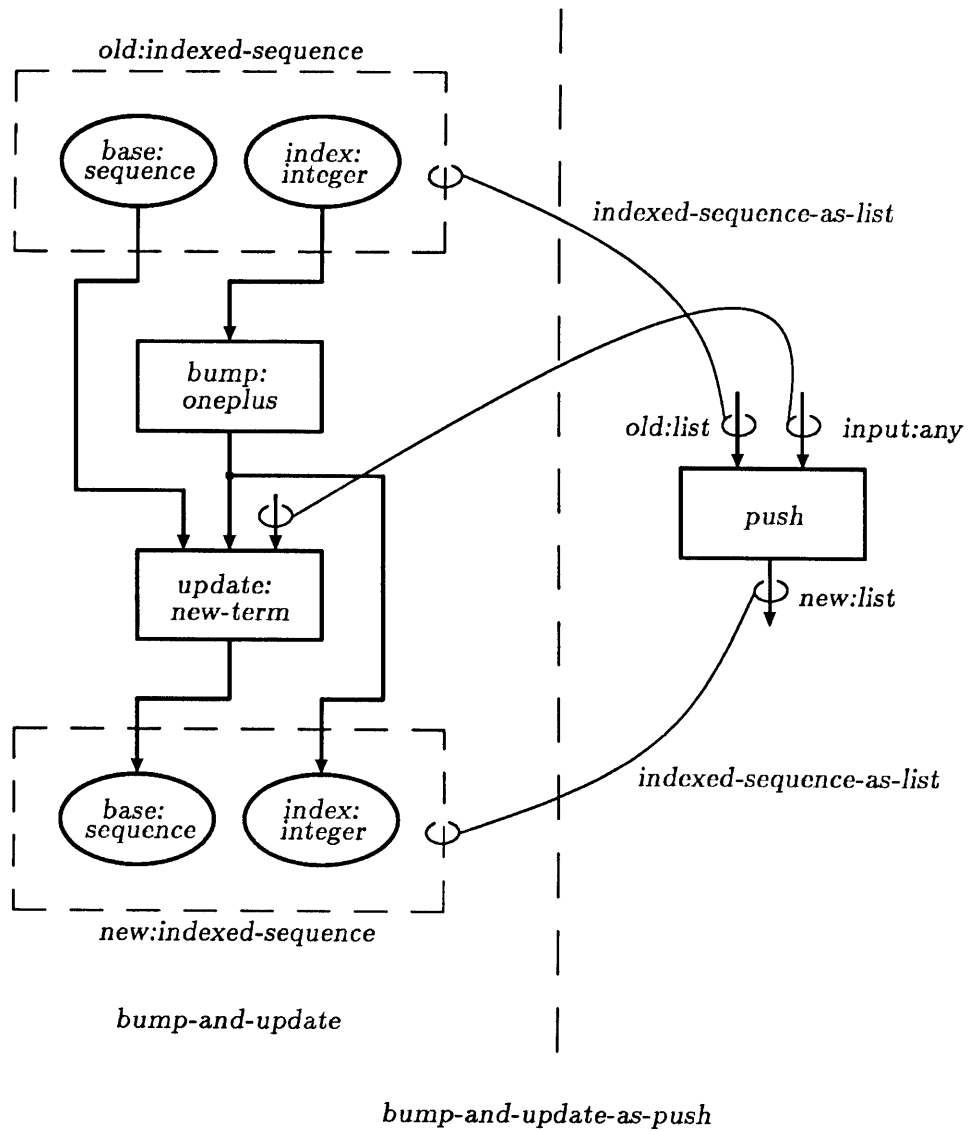 old:indexed-sequence
base:
sequence
index:
integer
indexed-sequence-as-list
bump:
oneplus
old:list
input:any
push
update:
new-term
new:list
indexed-sequence-as-list
base:
sequence
index:
integer
new:indexed-sequence
bump-and-update
bump-and-update-as-push